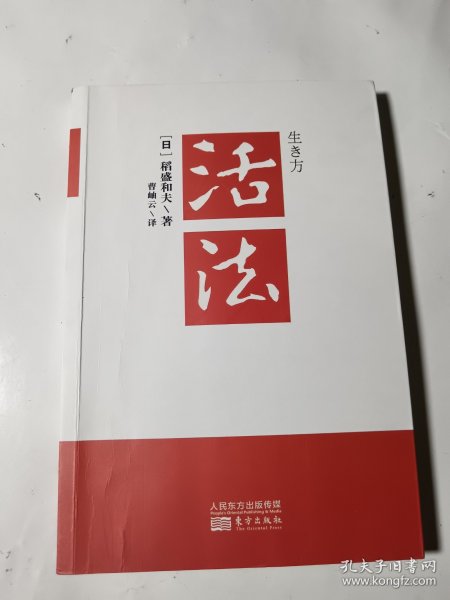 生き方
活法
［日］稻盛和夫＼著
曹岫云＼译
人民东方出版传媒
People's Oriental Publishing & Media
東方出版社
The Oriental Press
孔夫子旧书网
www.kongfz.com